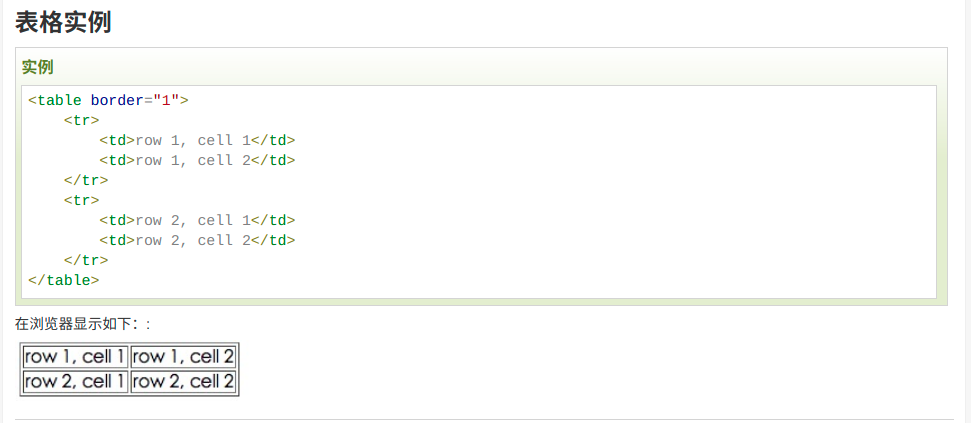 表格实例
实例
<table border="1">
    <tr>
        <td>row 1, cell 1</td>
        <td>row 1, cell 2</td>
    </tr>
    <tr>
        <td>row 2, cell 1</td>
        <td>row 2, cell 2</td>
    </tr>
</table>
在浏览器显示如下：:
row 1, cell 1 row 1, cell 2
row 2, cell 1 row 2, cell 2